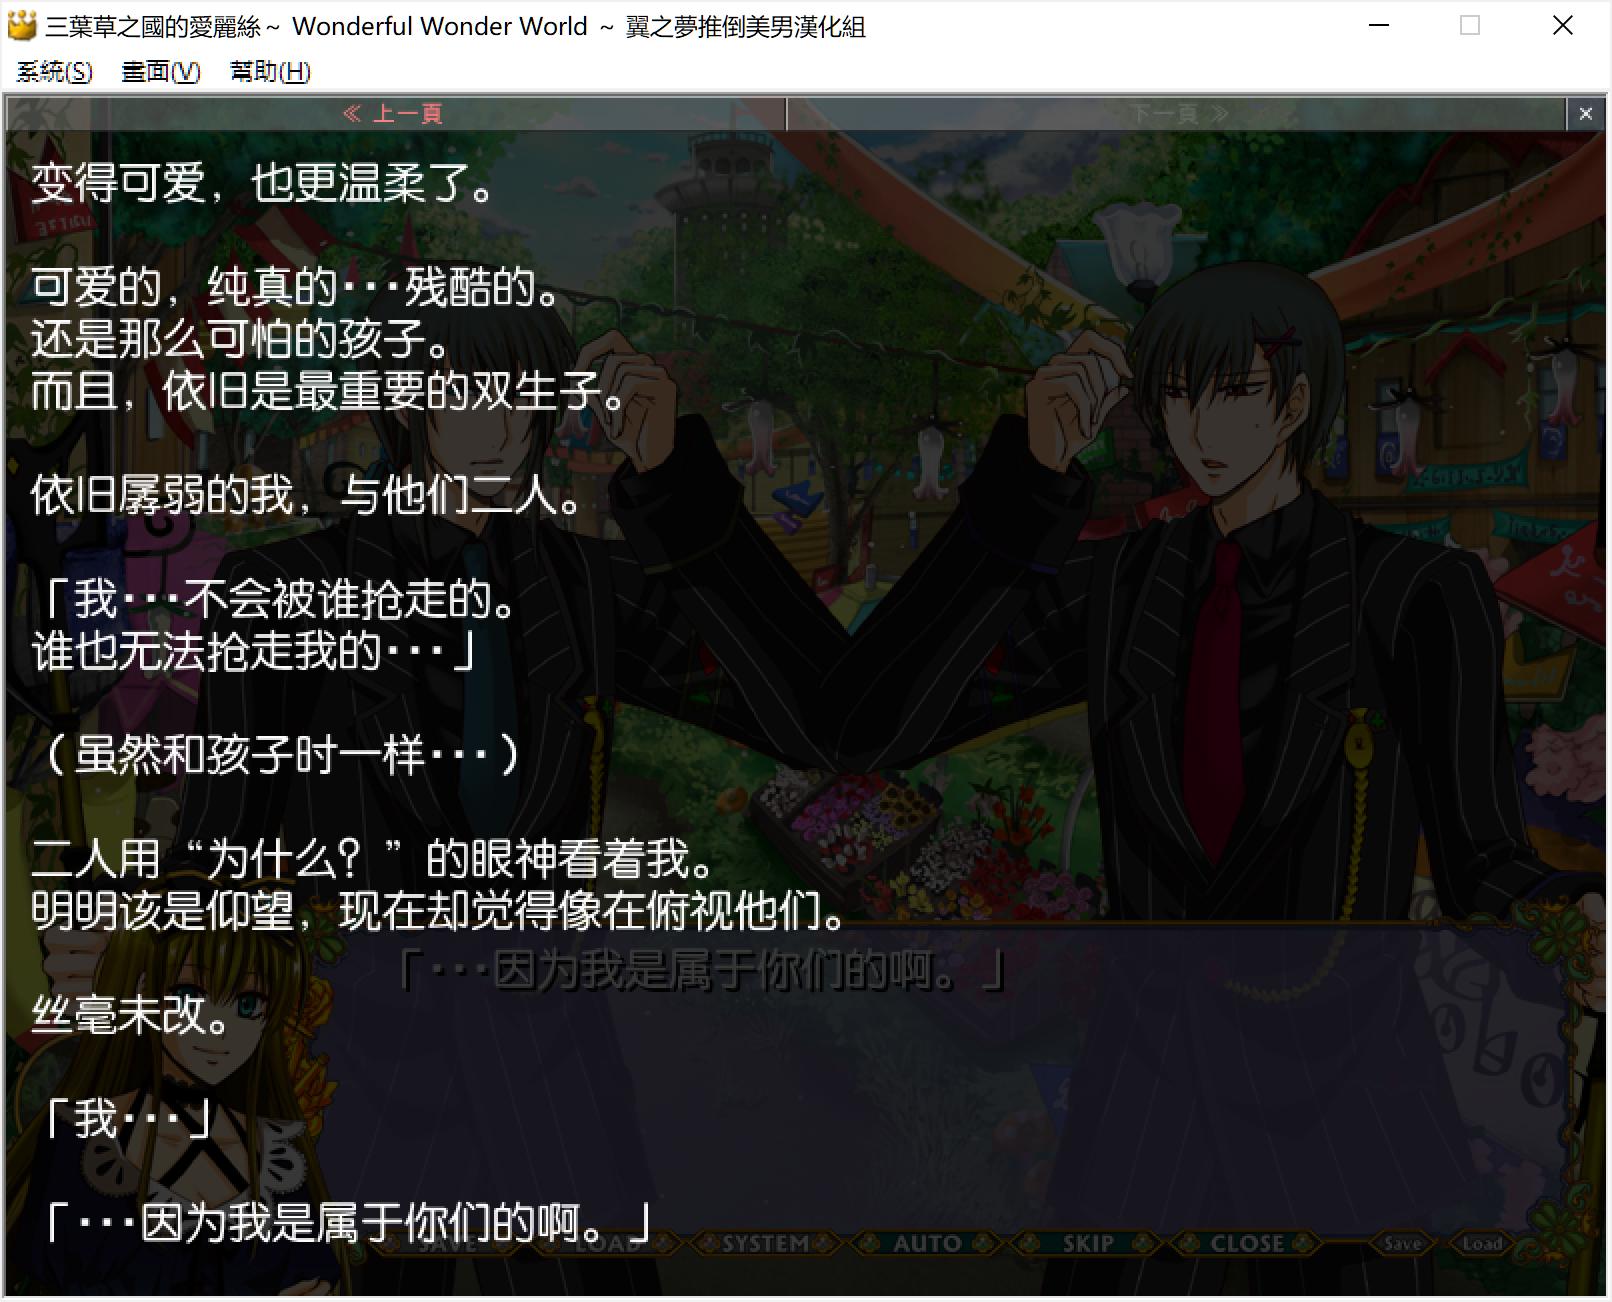 三葉草之國的愛麗絲～ Wonderful Wonder World ～ 翼之夢推倒美男漢化組
系統(S) 畫面(V) 幫助(H)
≪ 上一頁 下一頁 ≫ ×
变得可爱，也更温柔了。
可爱的，纯真的···残酷的。
还是那么可怕的孩子。
而且，依旧是最重要的双生子。
依旧孱弱的我，与他们二人。
「我···不会被谁抢走的。
谁也无法抢走我的···」
（虽然和孩子时一样···）
二人用“为什么？”的眼神看着我。
明明该是仰望，现在却觉得像在俯视他们。
「···因为我是属于你们的啊。」
丝毫未改。
「我···」
「···因为我是属于你们的啊。」
SAVE LOAD SYSTEM AUTO SKIP CLOSE Save Load